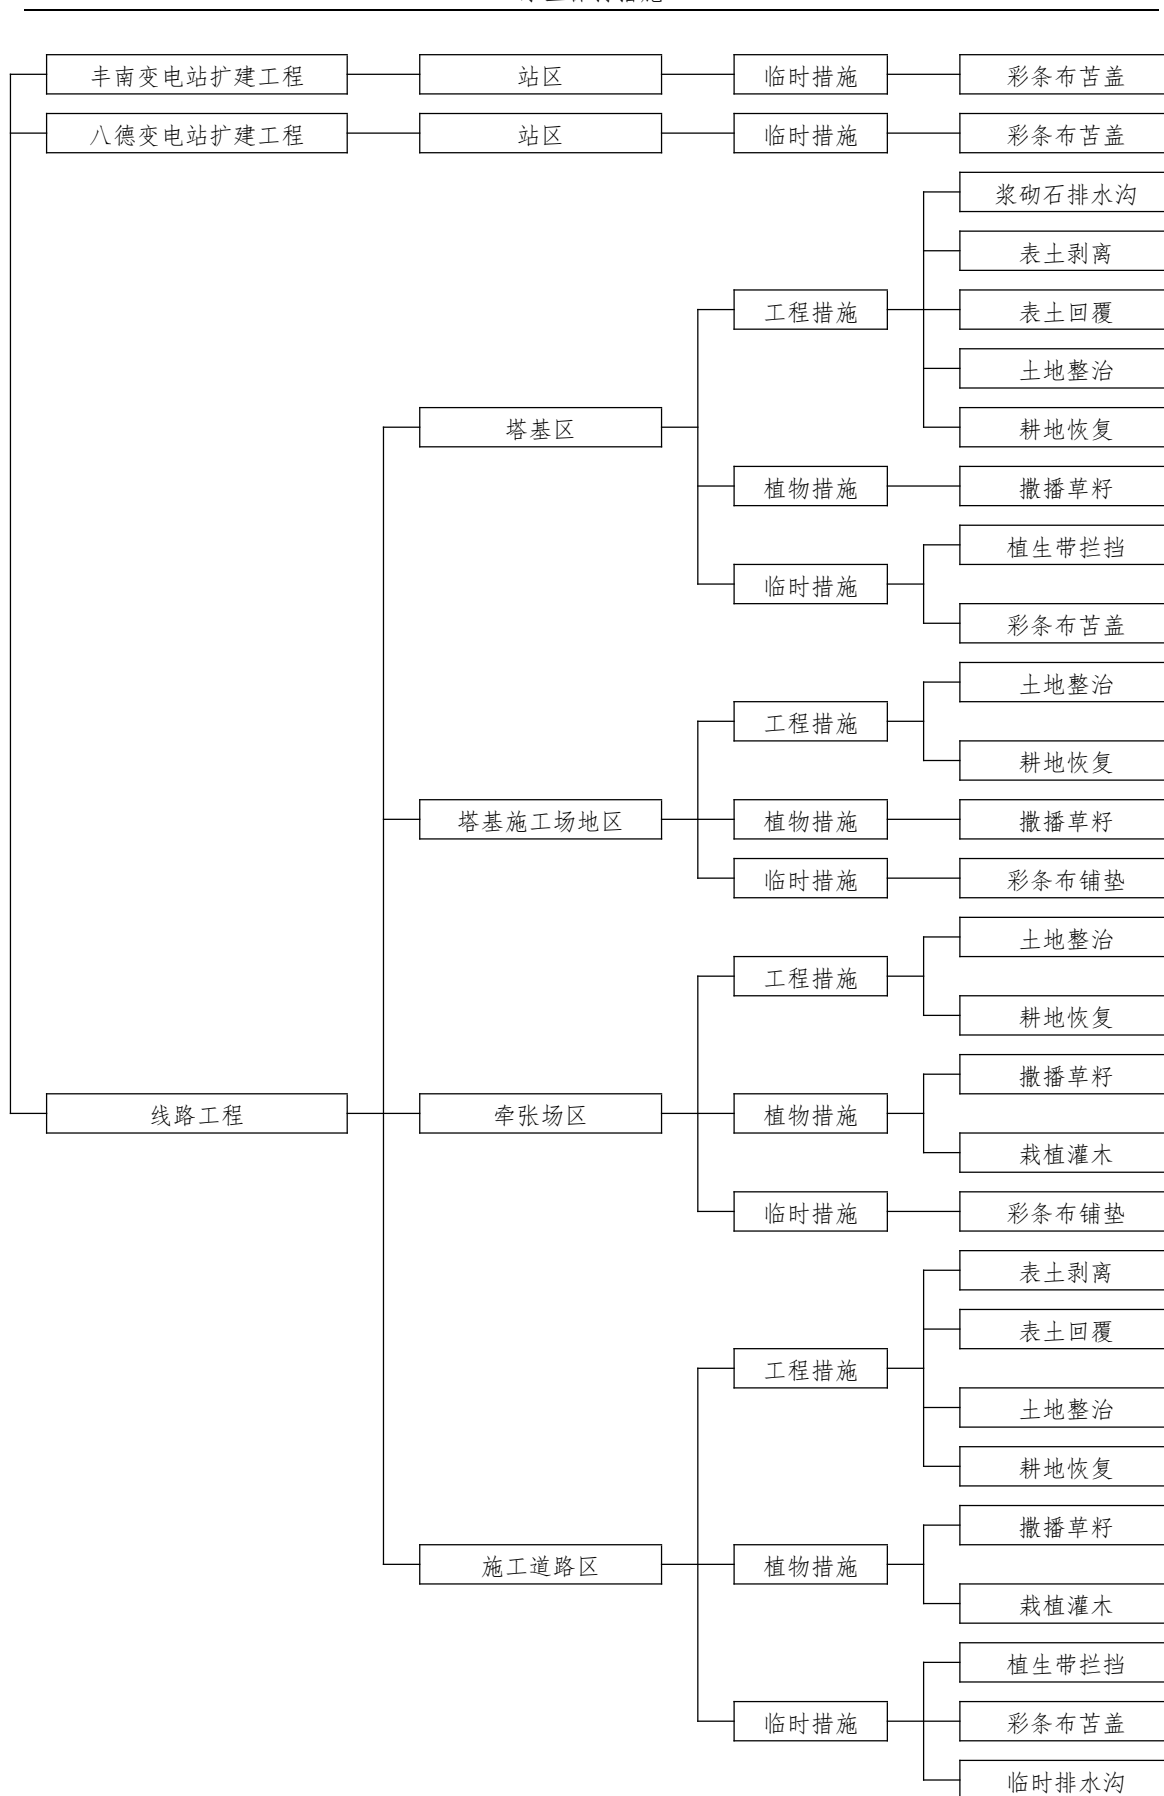 丰南变电站扩建工程 站区 临时措施 彩条布苫盖
八德变电站扩建工程 站区 临时措施 彩条布苫盖
浆砌石排水沟
表土剥离
工程措施 表土回覆
土地整治
塔基区 耕地恢复
植物措施 撒播草籽
植生带拦挡
临时措施
彩条布苫盖
土地整治
工程措施
耕地恢复
塔基施工场地区 植物措施 撒播草籽
临时措施 彩条布铺垫
土地整治
工程措施
耕地恢复
撒播草籽
线路工程 牵张场区 植物措施
栽植灌木
临时措施 彩条布铺垫
表土剥离
表土回覆
工程措施
土地整治
耕地恢复
撒播草籽
施工道路区 植物措施
栽植灌木
植生带拦挡
临时措施 彩条布苫盖
临时排水沟